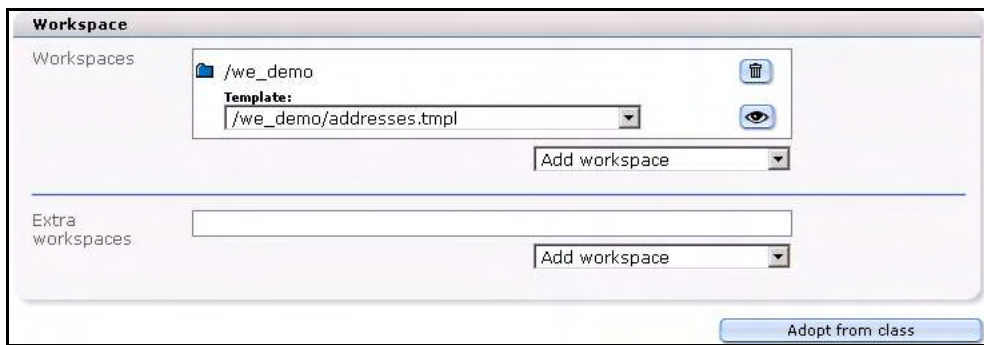 Workspace
Workspaces
/we_demo
Template:
/we_demo/addresses.tmpl
Add workspace
Extra
workspaces
Add workspace
Adopt from class